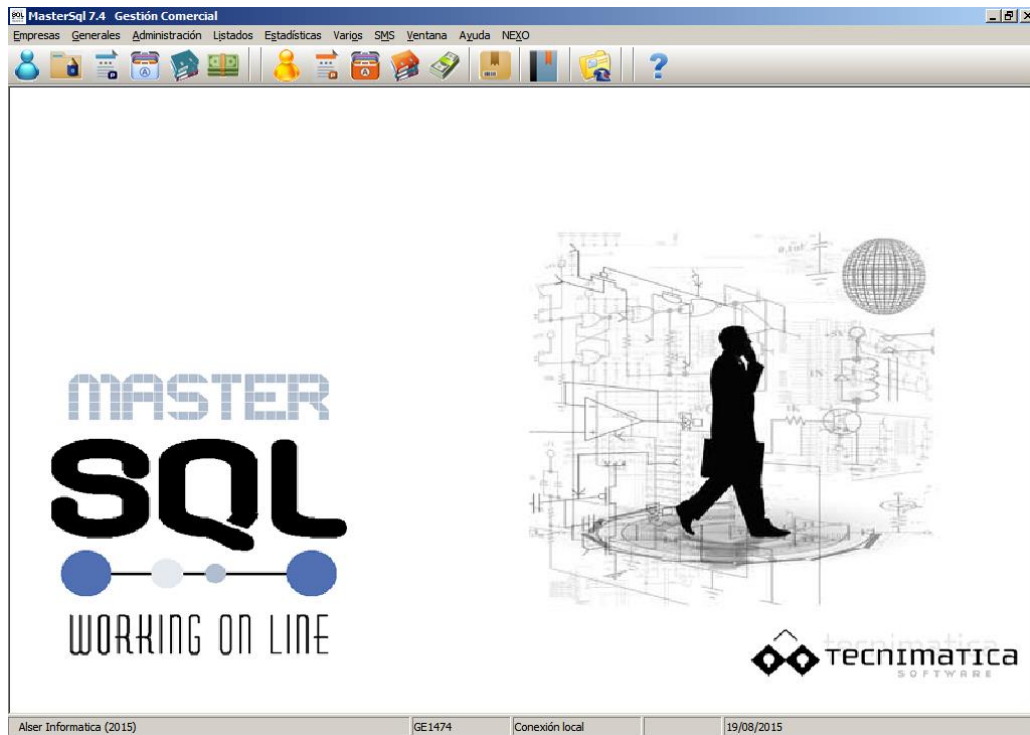 MasterSql 7.4 Gestión Comercial
Empresas Generales Administración Listados Estadísticas Varios SMS Ventana Ayuda NEXO
MASTER
SQL
WORKING ON LINE
TECNIMATICA
SOFTWARE
Alser Informatica (2015) GE1474 Conexión local 19/08/2015